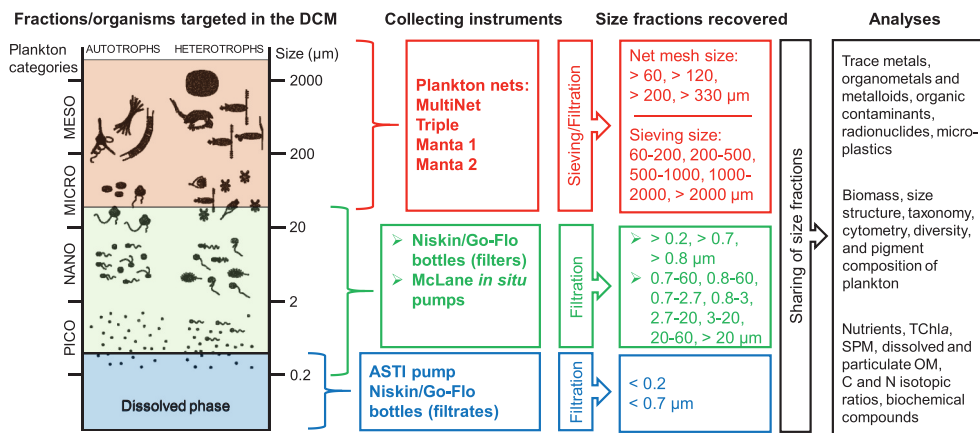 Fractions/organisms targeted in the DCM
Plankton
categories
AUTOTROPHS
HETEROTROPHS
Size (µm)
MESO
MICRO
NANO
PICO
2000
200
20
2
0.2
Dissolved phase
Collecting instruments
Plankton nets:
MultiNet
Triple
Manta 1
Manta 2
➢ Niskin/Go-Flo
bottles (filters)
➢ McLane in situ
pumps
ASTI pump
Niskin/Go-Flo
bottles (filtrates)
Sieving/Filtration
Filtration
Filtration
Size fractions recovered
Net mesh size:
> 60, > 120,
> 200, > 330 µm
Sieving size:
60-200, 200-500,
500-1000, 1000-
2000, > 2000 µm
➢ > 0.2, > 0.7,
> 0.8 µm
➢ 0.7-60, 0.8-60,
0.7-2.7, 0.8-3,
2.7-20, 3-20,
20-60, > 20 µm
< 0.2
< 0.7 µm
Sharing of size fractions
Analyses
Trace metals,
organometals and
metalloids, organic
contaminants,
radionuclides, micro-
plastics
Biomass, size
structure, taxonomy,
cytometry, diversity,
and pigment
composition of
plankton
Nutrients, TChla,
SPM, dissolved and
particulate OM,
C and N isotopic
ratios, biochemical
compounds